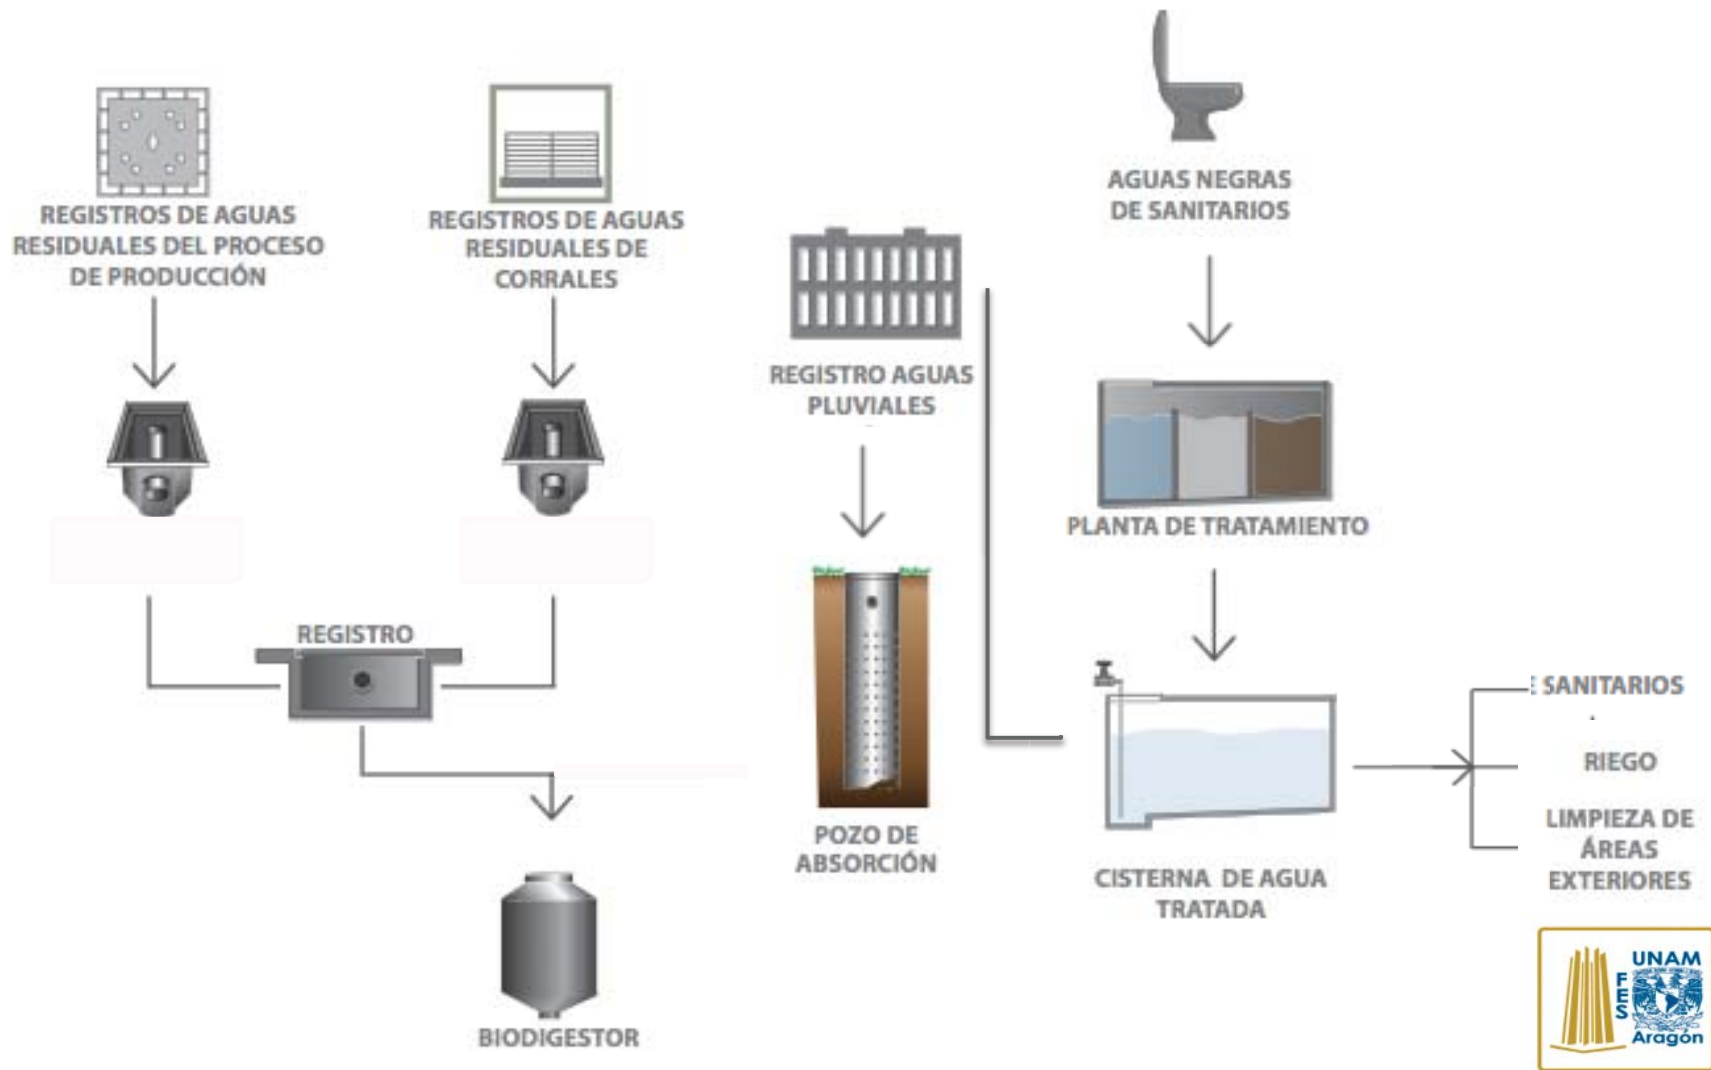 REGISTROS DE AGUAS
RESIDUALES DEL PROCESO
DE PRODUCCIÓN
REGISTROS DE AGUAS
RESIDUALES DE
CORRALES
REGISTRO AGUAS
PLUVIALES
AGUAS NEGRAS
DE SANITARIOS
PLANTA DE TRATAMIENTO
REGISTRO
BIODIGESTOR
POZO DE
ABSORCIÓN
CISTERNA DE AGUA
TRATADA
SANITARIOS
RIEGO
LIMPIEZA DE
ÁREAS
EXTERIORES
UNAM
FES
Aragón